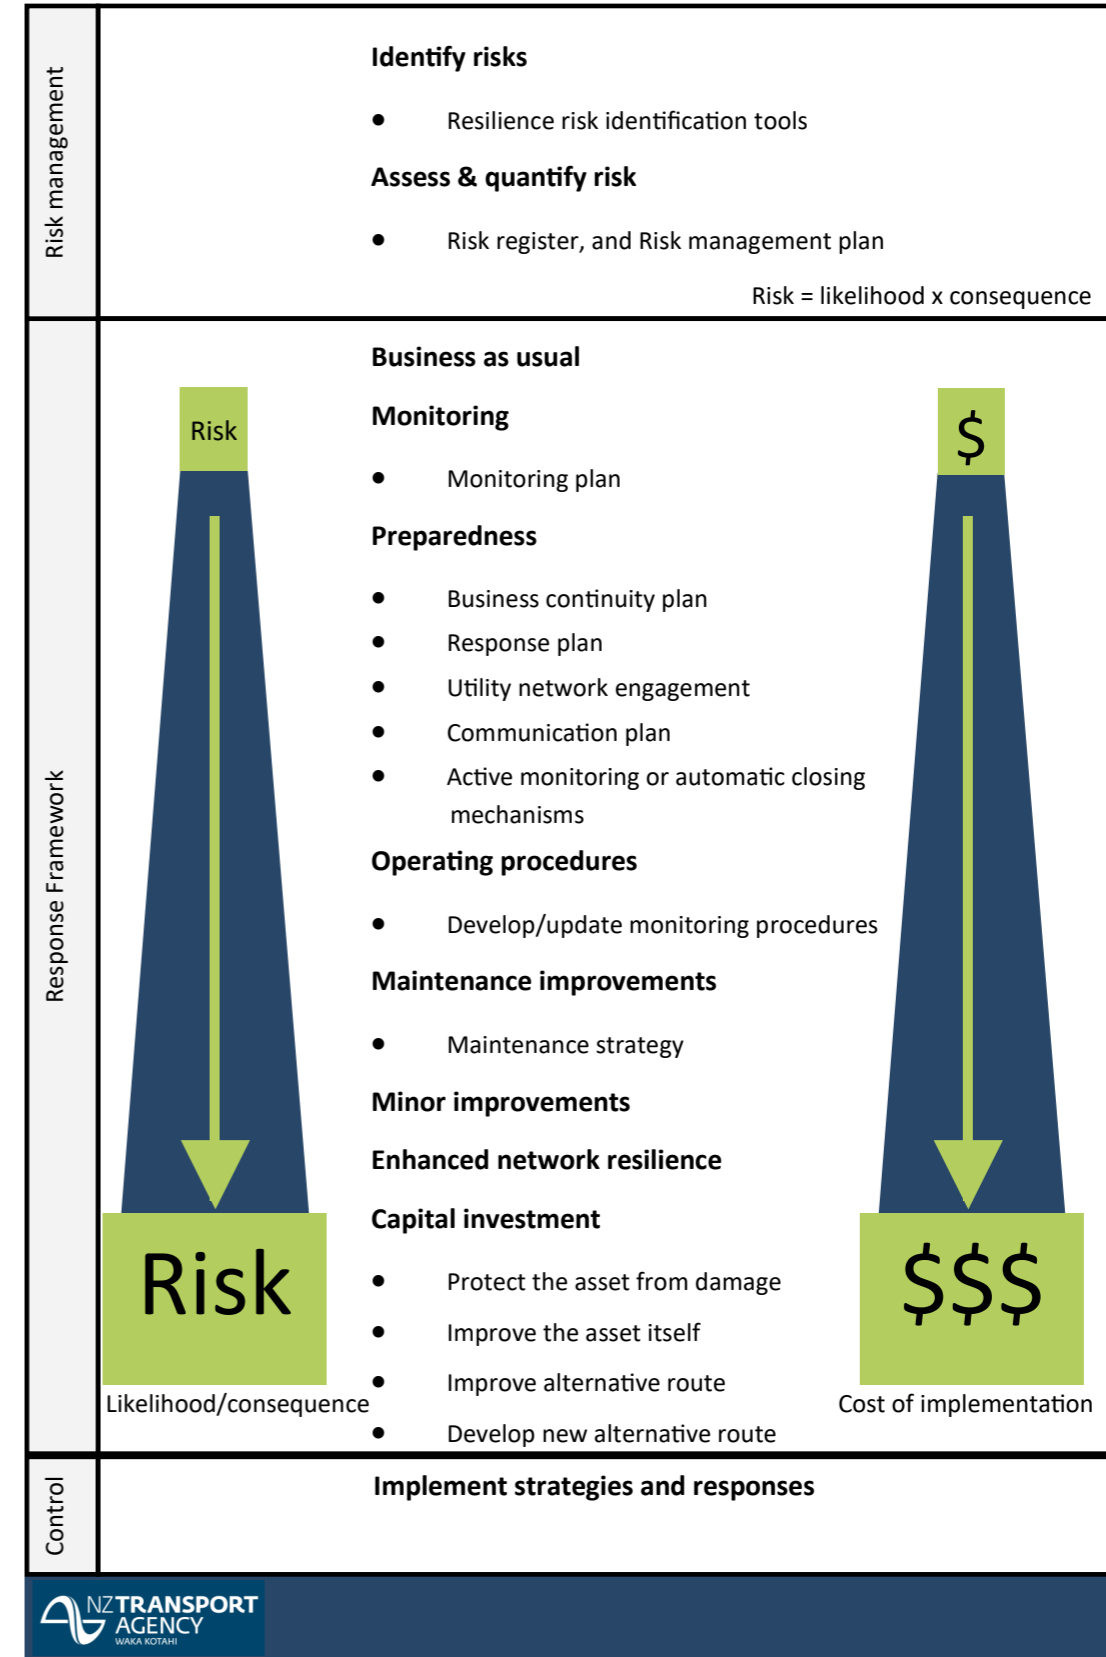 Risk management
Identify risks
• Resilience risk identification tools
Assess & quantify risk
• Risk register, and Risk management plan
Risk = likelihood x consequence
Response Framework
Business as usual
Risk
Monitoring
$
• Monitoring plan
Preparedness
• Business continuity plan
• Response plan
• Utility network engagement
• Communication plan
• Active monitoring or automatic closing
mechanisms
Operating procedures
• Develop/update monitoring procedures
Maintenance improvements
• Maintenance strategy
Minor improvements
Enhanced network resilience
Capital investment
Risk
$$$
• Protect the asset from damage
• Improve the asset itself
• Improve alternative route
Likelihood/consequence
Cost of implementation
• Develop new alternative route
Control
Implement strategies and responses
NZTRANSPORT
AGENCY
WAKA KOTAHI